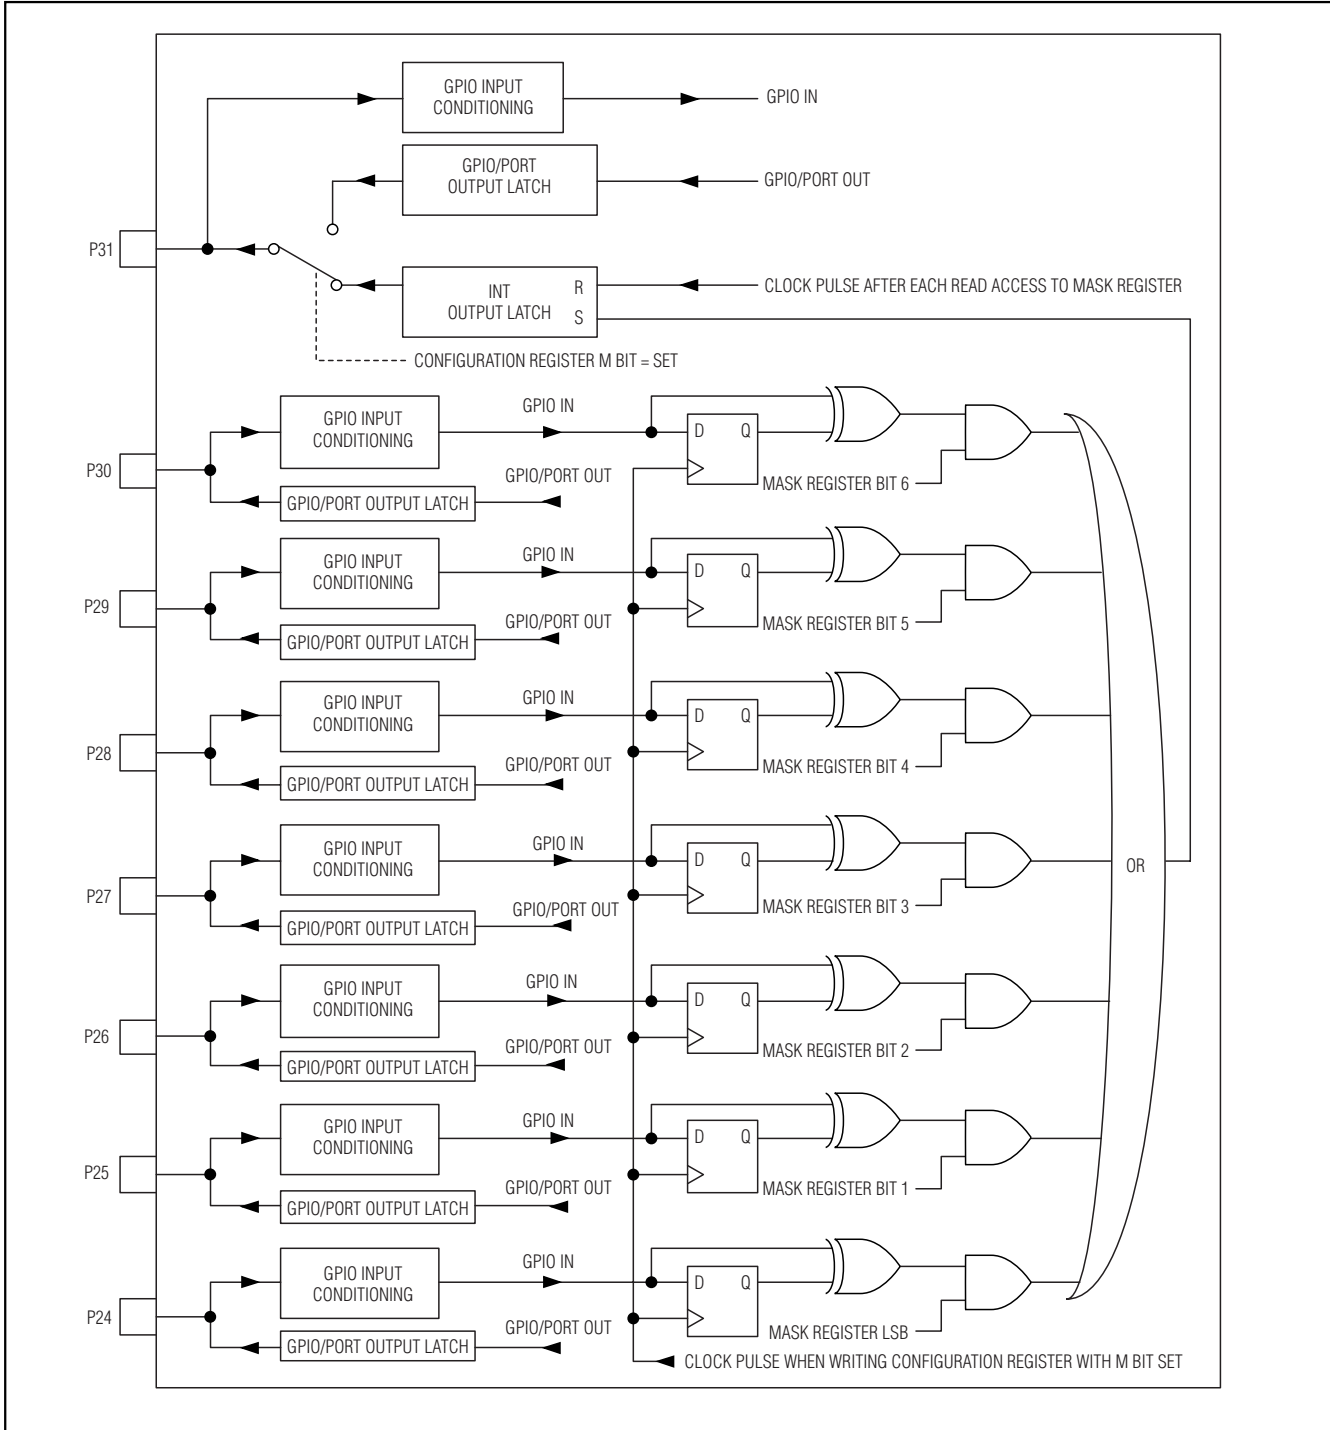 GPIO INPUT
CONDITIONING
GPIO IN
GPIO/PORT
OUTPUT LATCH
GPIO/PORT OUT
P31
INT
OUTPUT LATCH
R
S
CLOCK PULSE AFTER EACH READ ACCESS TO MASK REGISTER
CONFIGURATION REGISTER M BIT = SET
GPIO INPUT
CONDITIONING
GPIO IN
D Q
P30
GPIO/PORT OUT
MASK REGISTER BIT 6
GPIO/PORT OUTPUT LATCH
GPIO INPUT
CONDITIONING
GPIO IN
D Q
P29
GPIO/PORT OUT
MASK REGISTER BIT 5
GPIO/PORT OUTPUT LATCH
GPIO INPUT
CONDITIONING
GPIO IN
D Q
P28
GPIO/PORT OUT
MASK REGISTER BIT 4
GPIO/PORT OUTPUT LATCH
GPIO INPUT
CONDITIONING
GPIO IN
D Q
OR
P27
GPIO/PORT OUT
MASK REGISTER BIT 3
GPIO/PORT OUTPUT LATCH
GPIO INPUT
CONDITIONING
GPIO IN
D Q
P26
GPIO/PORT OUT
MASK REGISTER BIT 2
GPIO/PORT OUTPUT LATCH
GPIO INPUT
CONDITIONING
GPIO IN
D Q
P25
GPIO/PORT OUT
MASK REGISTER BIT 1
GPIO/PORT OUTPUT LATCH
GPIO INPUT
CONDITIONING
GPIO IN
D Q
P24
GPIO/PORT OUT
MASK REGISTER LSB
GPIO/PORT OUTPUT LATCH
CLOCK PULSE WHEN WRITING CONFIGURATION REGISTER WITH M BIT SET